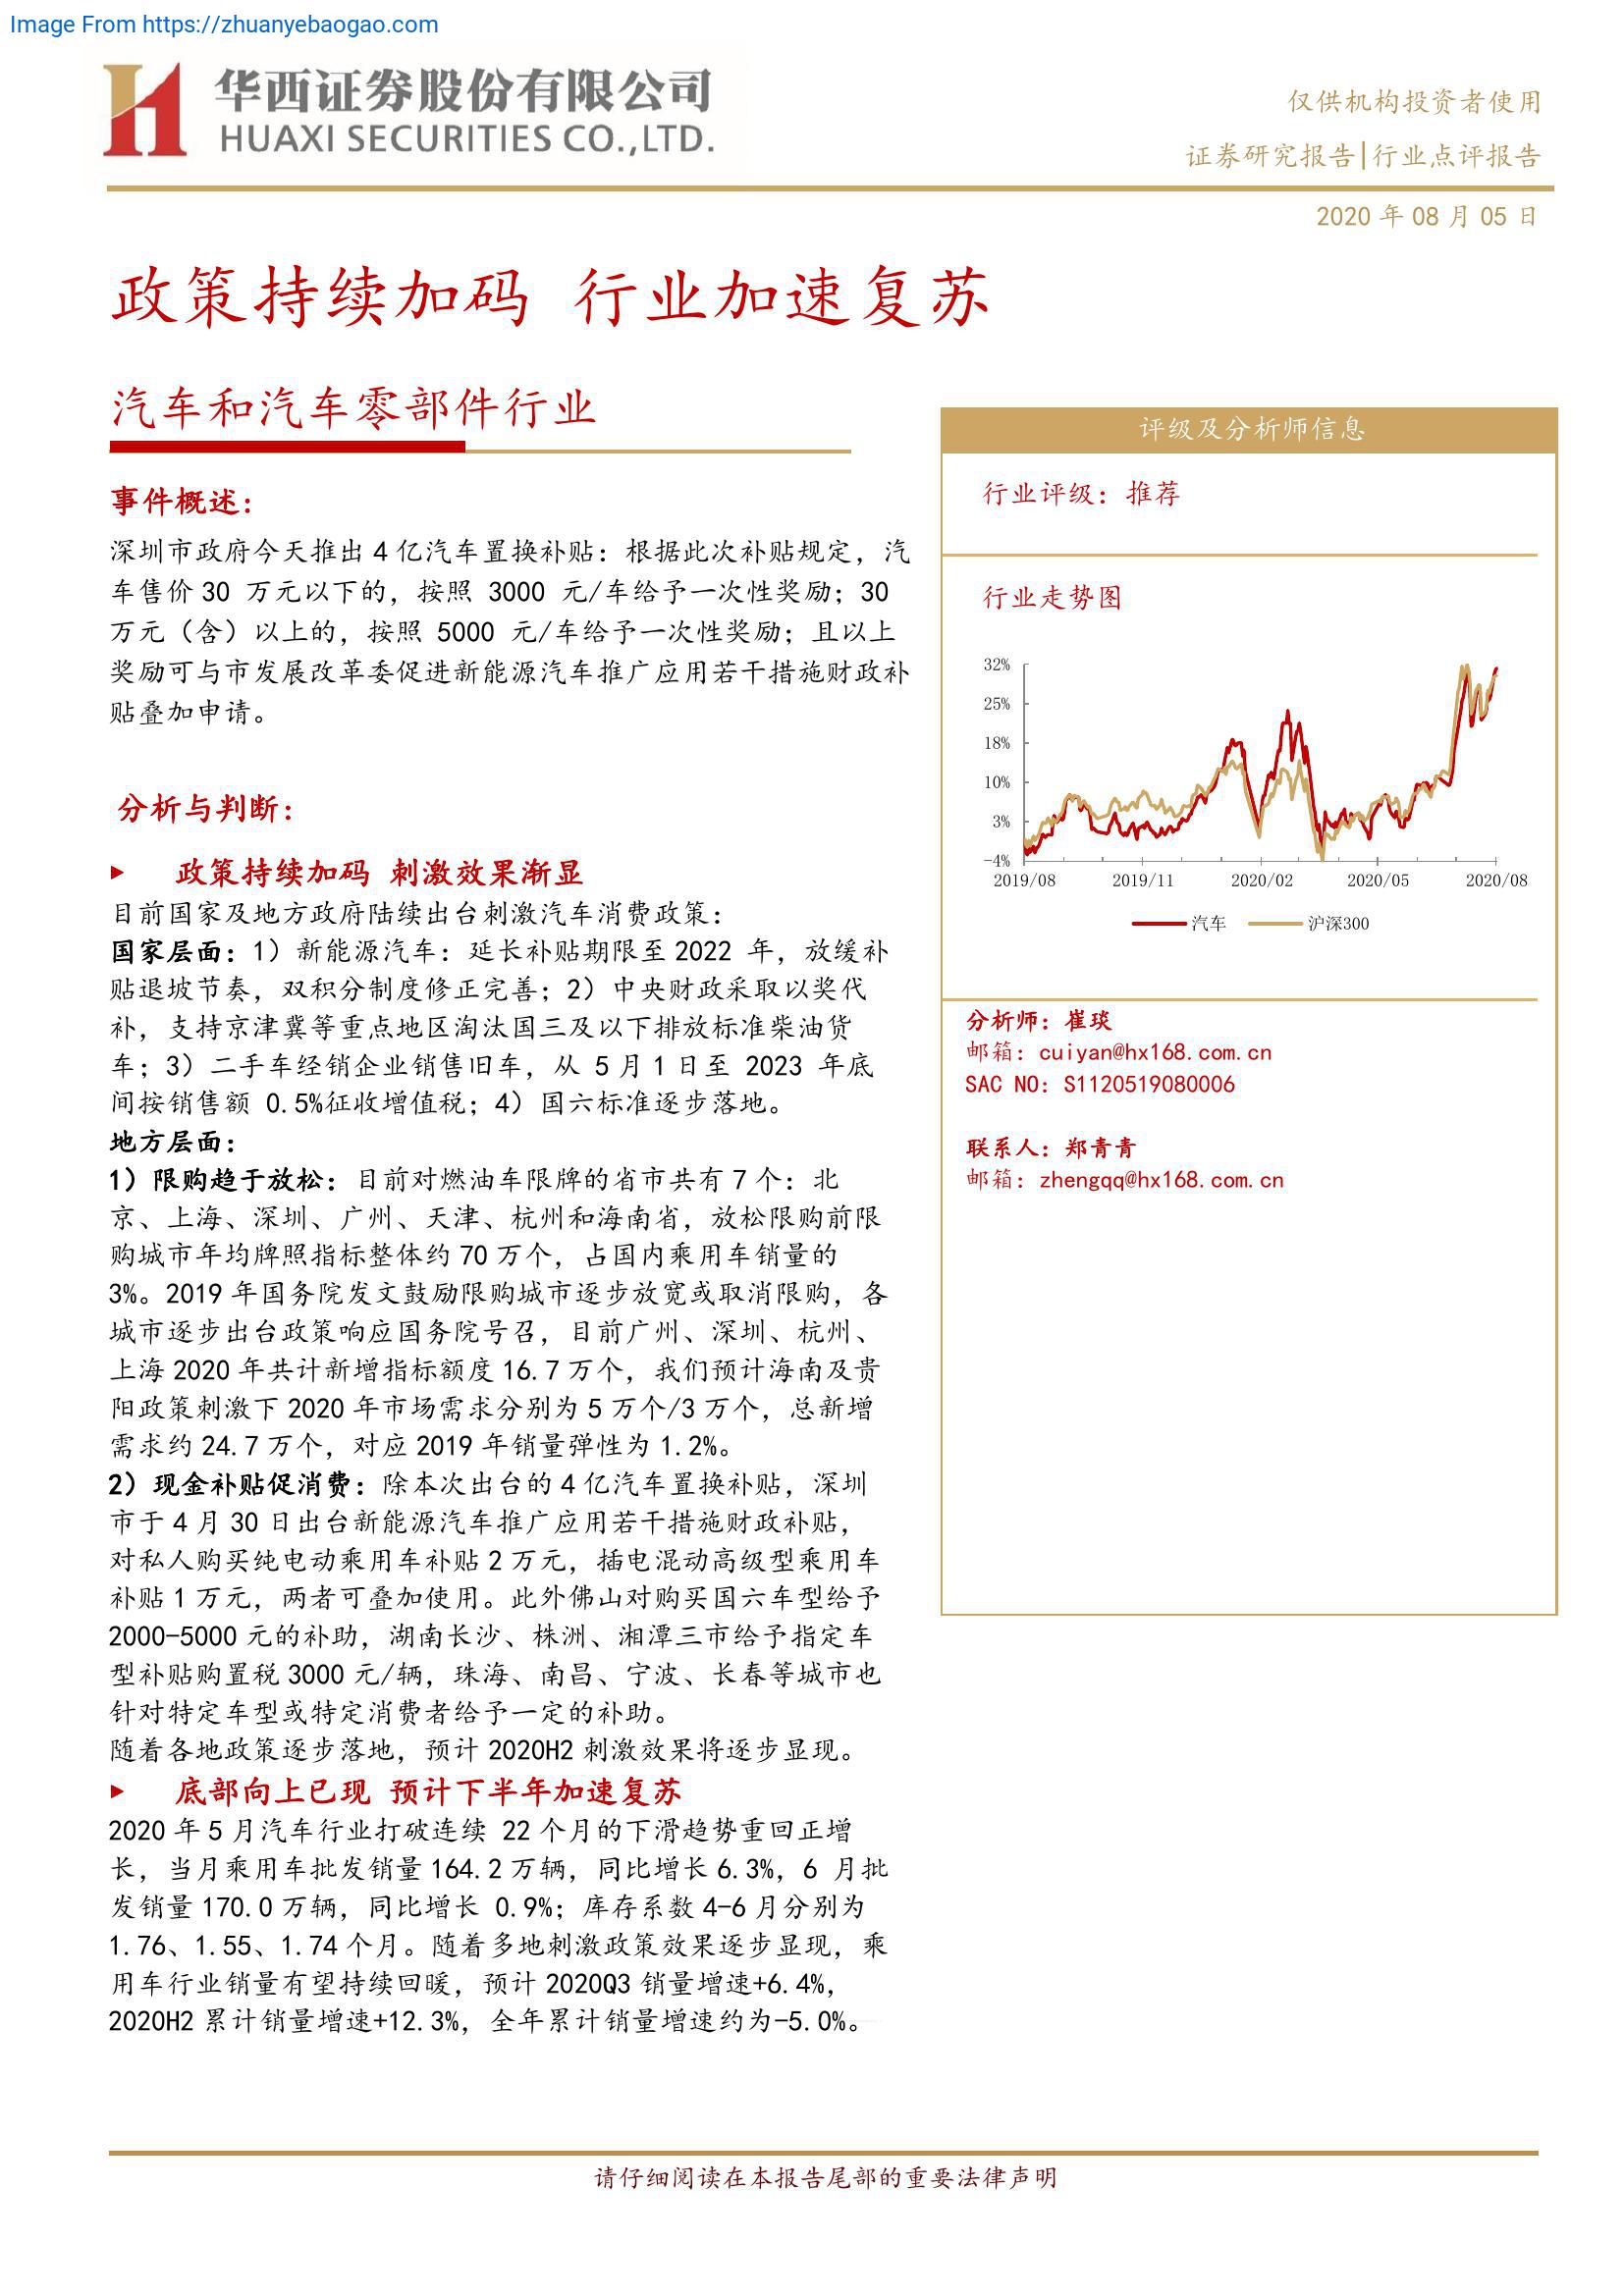 Image From https://zhuanyebaogao.com
华西证券股份有限公司
HUAXI SECURITIES CO.,LTD.
仅供机构投资者使用
证券研究报告|行业点评报告
2020 年 08 月 05 日
政策持续加码 行业加速复苏
汽车和汽车零部件行业
事件概述：
深圳市政府今天推出 4 亿汽车置换补贴：根据此次补贴规定，汽
车售价 30 万元以下的，按照 3000 元/车给予一次性奖励；30
万元（含）以上的，按照 5000 元/车给予一次性奖励；且以上
奖励可与市发展改革委促进新能源汽车推广应用若干措施财政补
贴叠加申请。
分析与判断：
政策持续加码 刺激效果渐显
目前国家及地方政府陆续出台刺激汽车消费政策：
国家层面：1）新能源汽车：延长补贴期限至 2022 年，放缓补
贴退坡节奏，双积分制度修正完善；2）中央财政采取以奖代
补，支持京津冀等重点地区淘汰国三及以下排放标准柴油货
车；3）二手车经销企业销售旧车，从 5 月 1 日至 2023 年底
间按销售额 0.5%征收增值税；4）国六标准逐步落地。
地方层面：
1）限购趋于放松：目前对燃油车限牌的省市共有 7 个：北
京、上海、深圳、广州、天津、杭州和海南省，放松限购前限
购城市年均牌照指标整体约 70 万个，占国内乘用车销量的
3%。2019 年国务院发文鼓励限购城市逐步放宽或取消限购，各
城市逐步出台政策响应国务院号召，目前广州、深圳、杭州、
上海 2020 年共计新增指标额度 16.7 万个，我们预计海南及贵
阳政策刺激下 2020 年市场需求分别为 5 万个/3 万个，总新增
需求约 24.7 万个，对应 2019 年销量弹性为 1.2%。
2）现金补贴促消费：除本次出台的 4 亿汽车置换补贴，深圳
市于 4 月 30 日出台新能源汽车推广应用若干措施财政补贴，
对私人购买纯电动乘用车补贴 2 万元，插电混动高级型乘用车
补贴 1 万元，两者可叠加使用。此外佛山对购买国六车型给予
2000-5000 元的补助，湖南长沙、株洲、湘潭三市给予指定车
型补贴购置税 3000 元/辆，珠海、南昌、宁波、长春等城市也
针对特定车型或特定消费者给予一定的补助。
随着各地政策逐步落地，预计 2020H2 刺激效果将逐步显现。
底部向上已现 预计下半年加速复苏
2020 年 5 月汽车行业打破连续 22 个月的下滑趋势重回正增
长，当月乘用车批发销量 164.2 万辆，同比增长 6.3%，6 月批
发销量 170.0 万辆，同比增长 0.9%；库存系数 4-6 月分别为
1.76、1.55、1.74 个月。随着多地刺激政策效果逐步显现，乘
用车行业销量有望持续回暖，预计 2020Q3 销量增速+6.4%，
2020H2 累计销量增速+12.3%，全年累计销量增速约为-5.0%。
评级及分析师信息
行业评级：推荐
行业走势图
32%
25%
18%
10%
3%
-4%
2019/08 2019/11 2020/02 2020/05 2020/08
汽车 沪深300
分析师：崔琰
邮箱：cuiyan@hx168.com.cn
SAC NO：S1120519080006
联系人：郑青青
邮箱：zhengqq@hx168.com.cn
请仔细阅读在本报告尾部的重要法律声明